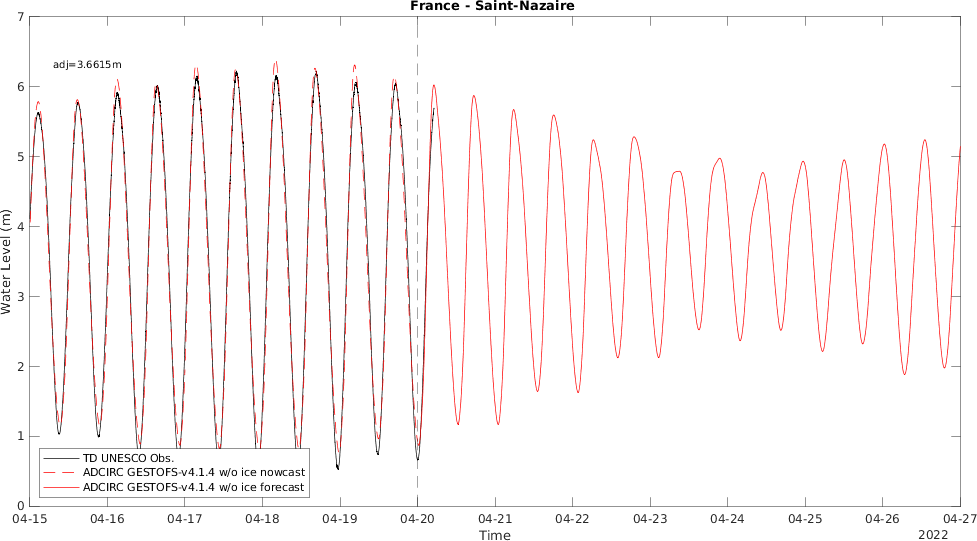 France - Saint-Nazaire
7
adj=3.6615m
6
5
4
Water Level (m)
3
2
1
TD UNESCO Obs.
ADCIRC GESTOFS-v4.1.4 w/o ice nowcast
ADCIRC GESTOFS-v4.1.4 w/o ice forecast
0
04-15 04-16 04-17 04-18 04-19 04-20 04-21 04-22 04-23 04-24 04-25 04-26 04-27
Time
2022